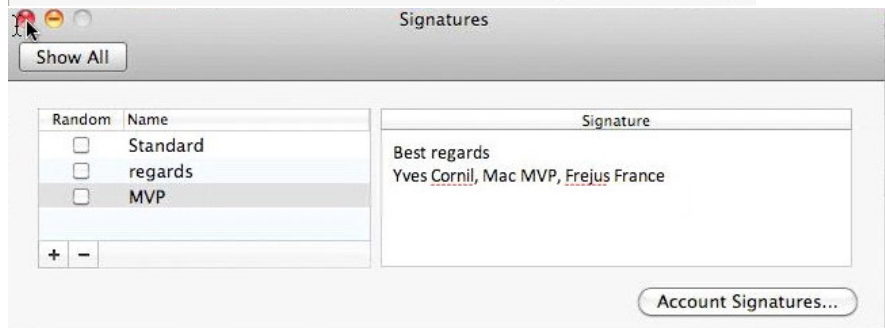 Signatures
Show All
Random Name
Standard
regards
MVP
+ −
Signature
Best regards
Yves Cornil, Mac MVP, Frejus France
Account Signatures...